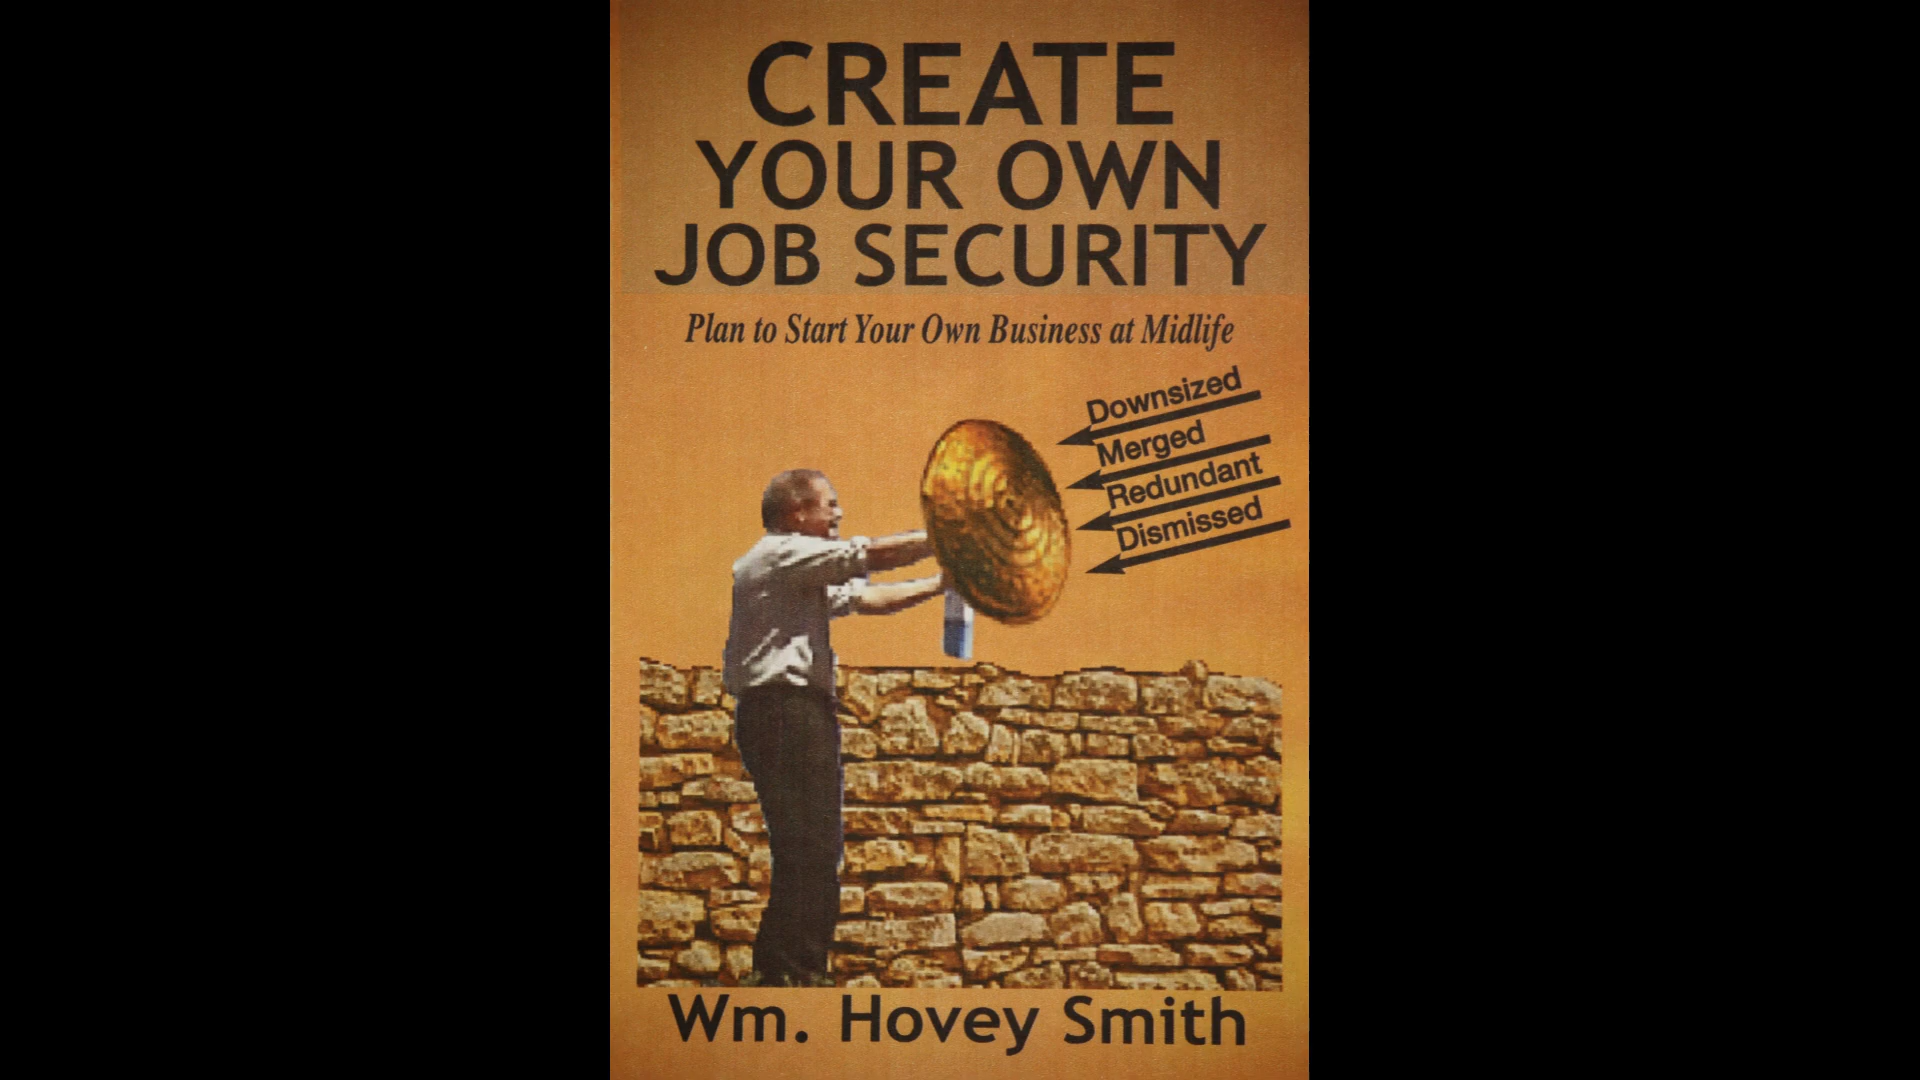 CREATE
YOUR OWN
JOB SECURITY
Plan to Start Your Own Business at Midlife
Downsized
Merged
Redundant
Dismissed
Wm. Hovey Smith